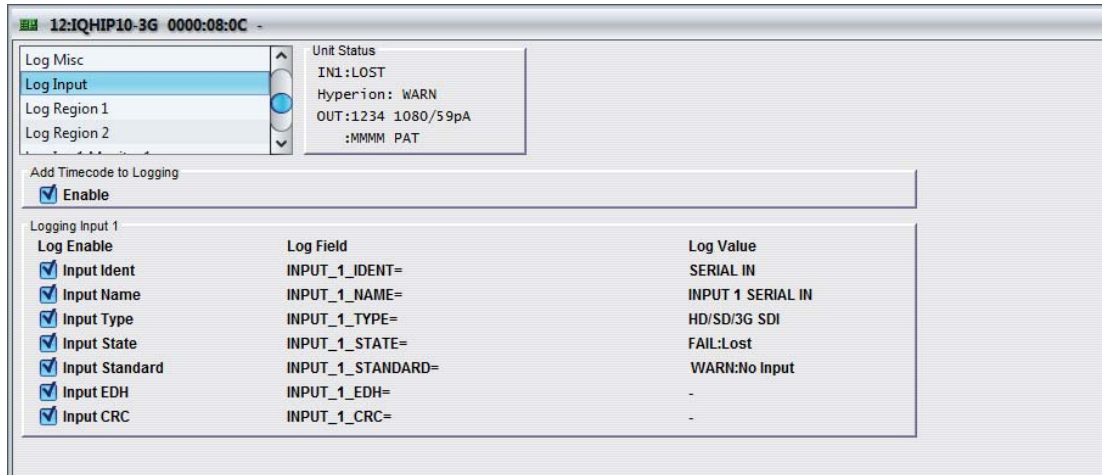 12:IQHIP10-3G 0000:08:0C -
Log Misc
Log Input
Log Region 1
Log Region 2
Unit Status
IN1:LOST
Hyperion: WARN
OUT:1234 1080/59pA
:MMMM PAT
Add Timecode to Logging
Enable
Logging Input 1
Log Enable Log Field Log Value
Input Ident INPUT_1_IDENT= SERIAL IN
Input Name INPUT_1_NAME= INPUT 1 SERIAL IN
Input Type INPUT_1_TYPE= HD/SD/3G SDI
Input State INPUT_1_STATE= FAIL:Lost
Input Standard INPUT_1_STANDARD= WARN:No Input
Input EDH INPUT_1_EDH= -
Input CRC INPUT_1_CRC= -